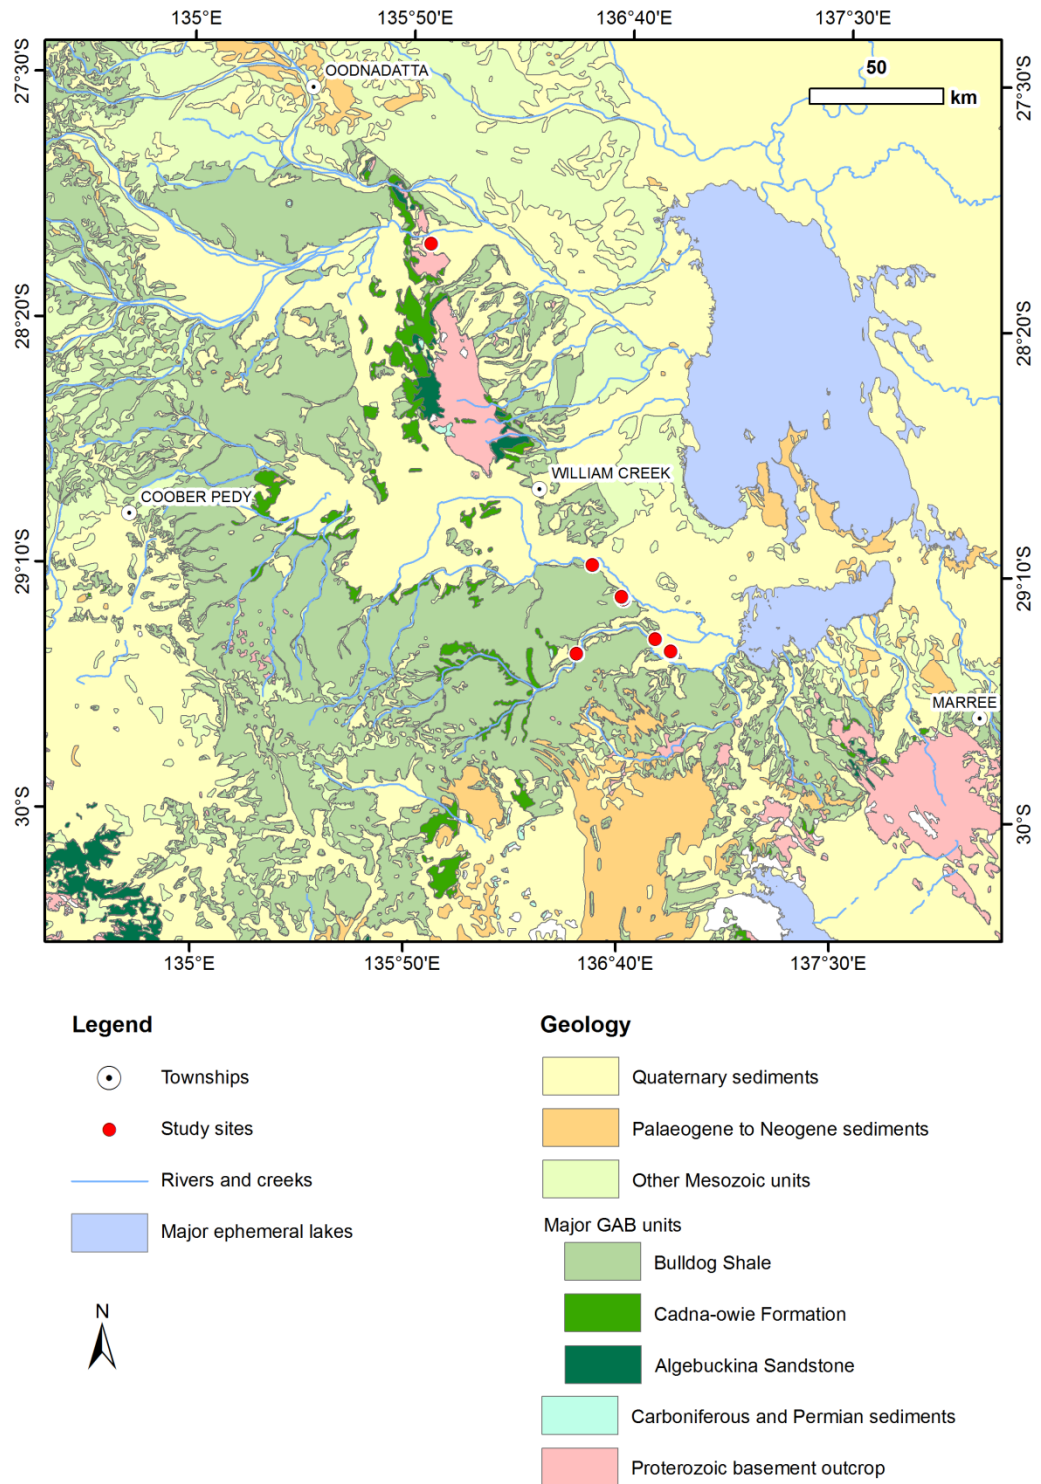 135°E 135°50'E 136°40'E 137°30'E
27°30'S
27°30'S
OODNADATTA
50
km
28°20'S
28°20'S
WILLIAM CREEK
COOBER PEDY
29°10'S
29°10'S
MARREE
30°S
30°S
135°E 135°50'E 136°40'E 137°30'E
Legend
Townships
Study sites
Rivers and creeks
Major ephemeral lakes
N
Geology
Quaternary sediments
Palaeogene to Neogene sediments
Other Mesozoic units
Major GAB units
Bulldog Shale
Cadna-owie Formation
Algebuckina Sandstone
Carboniferous and Permian sediments
Proterozoic basement outcrop